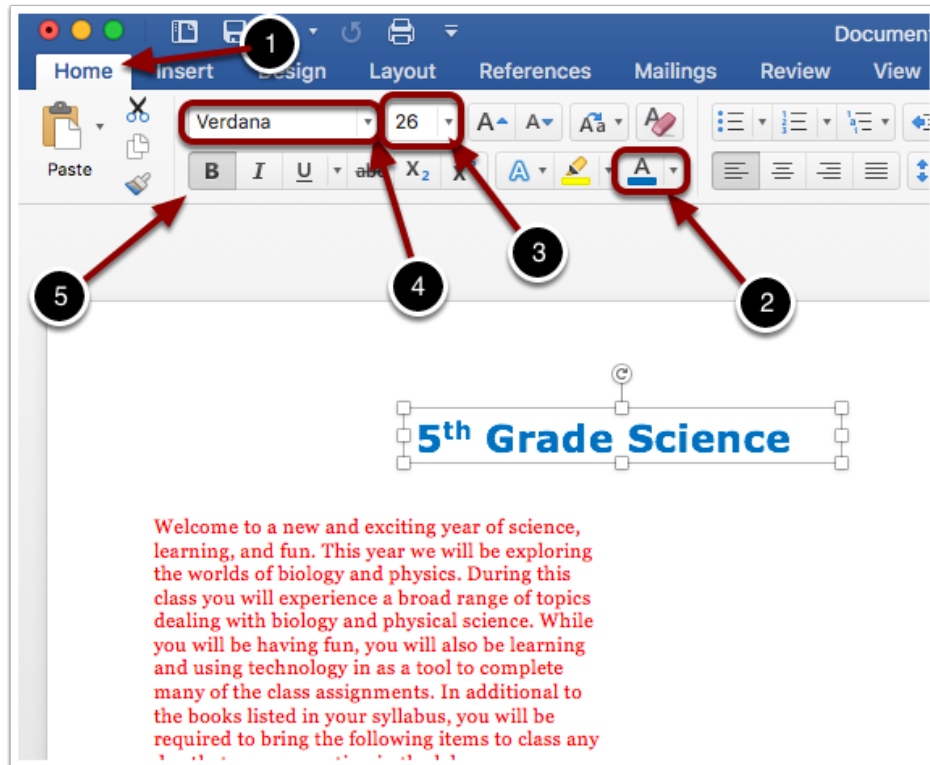 1
Document
Home Insert Design Layout References Mailings Review View
Verdana 26 A A Aa A
Paste B I U abc X2 X A A
5 4 3 2
5th Grade Science
Welcome to a new and exciting year of science,
learning, and fun. This year we will be exploring
the worlds of biology and physics. During this
class you will experience a broad range of topics
dealing with biology and physical science. While
you will be having fun, you will also be learning
and using technology in as a tool to complete
many of the class assignments. In additional to
the books listed in your syllabus, you will be
required to bring the following items to class any